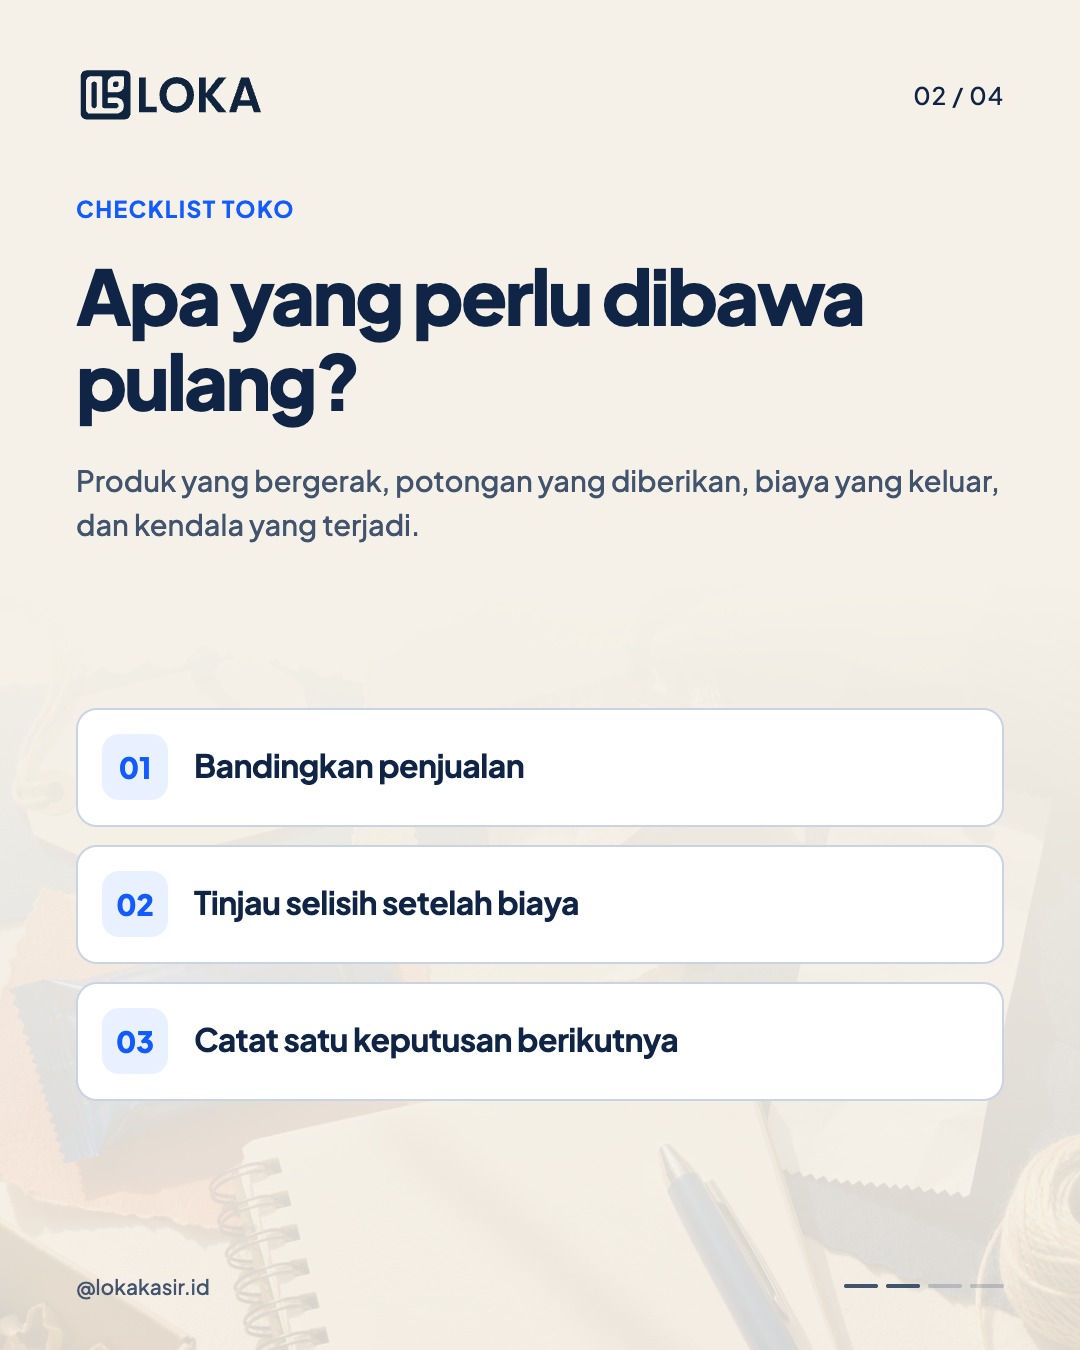 LOKA
02 / 04
CHECKLIST TOKO
Apa yang perlu dibawa
pulang?
Produk yang bergerak, potongan yang diberikan, biaya yang keluar,
dan kendala yang terjadi.
01 Bandingkan penjualan
02 Tinjau selisih setelah biaya
03 Catat satu keputusan berikutnya
@lokakasir.id